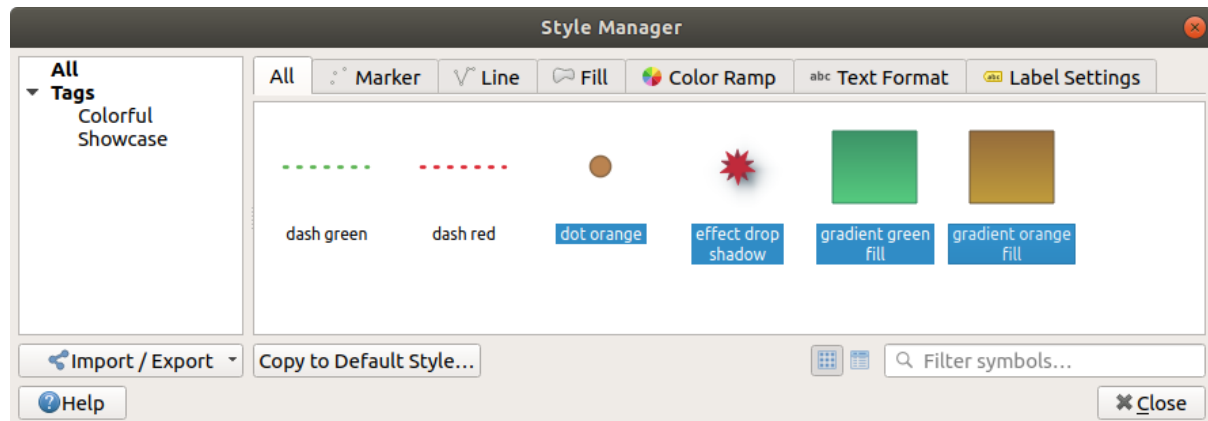 Style Manager
All
Tags
Colorful
Showcase
All
Marker
Line
Fill
Color Ramp
abc Text Format
abc Label Settings
dash green
dash red
dot orange
effect drop
shadow
gradient green
fill
gradient orange
fill
Import / Export
Copy to Default Style...
Filter symbols...
Help
Close